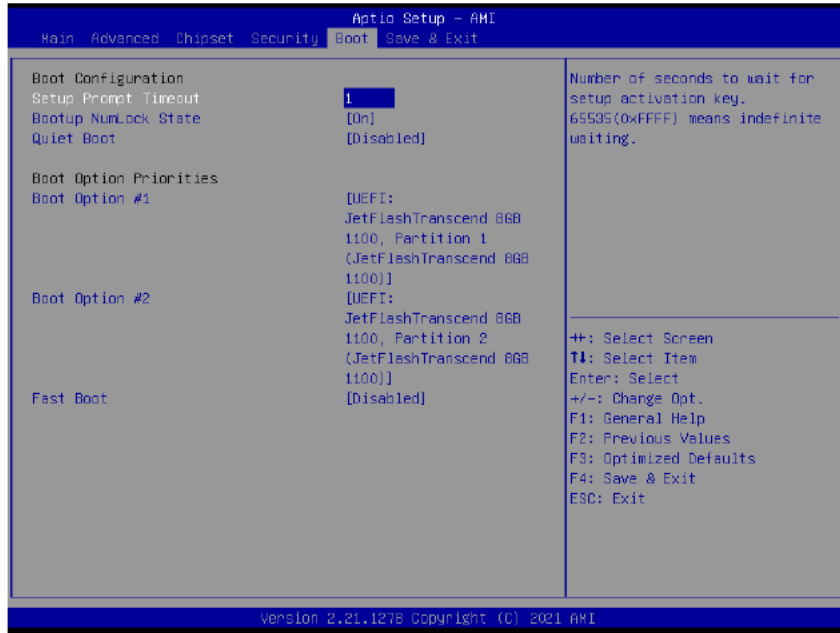 Aptio Setup - AMI
Main Advanced Chipset Security Boot Save & Exit
Boot Configuration
Setup Prompt Timeout 1
Bootup NumLock State [On]
Quiet Boot [Disabled]
Boot Option Priorities
Boot Option #1 [UEFI:
JetFlashTranscend 8GB
1100, Partition 1
(JetFlashTranscend 8GB
1100)]
Boot Option #2 [UEFI:
JetFlashTranscend 8GB
1100, Partition 2
(JetFlashTranscend 8GB
1100)]
Fast Boot [Disabled]
Number of seconds to wait for
setup activation key.
65535(0xFFFF) means indefinite
waiting.
→←: Select Screen
↑↓: Select Item
Enter: Select
+/-: Change Opt.
F1: General Help
F2: Previous Values
F3: Optimized Defaults
F4: Save & Exit
ESC: Exit
Version 2.21.1278 Copyright (C) 2021 AMI